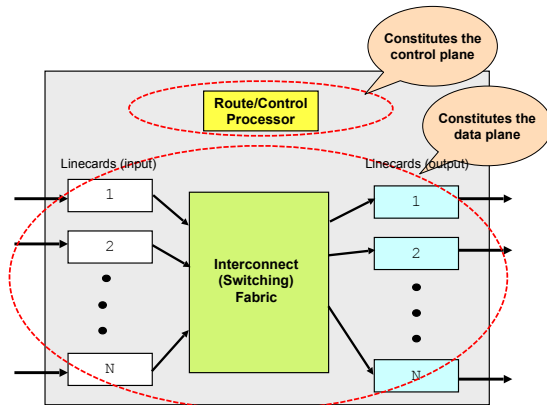 Constitutes the
control plane
Route/Control
Processor
Constitutes the
data plane
Linecards (input)
Linecards (output)
1
1
2
2
Interconnect
(Switching)
Fabric
N
N